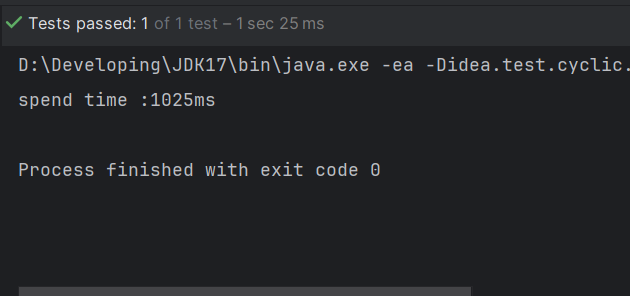 Tests passed: 1 of 1 test – 1 sec 25 ms
D:\Developing\JDK17\bin\java.exe -ea -Didea.test.cyclic.
spend time :1025ms
Process finished with exit code 0